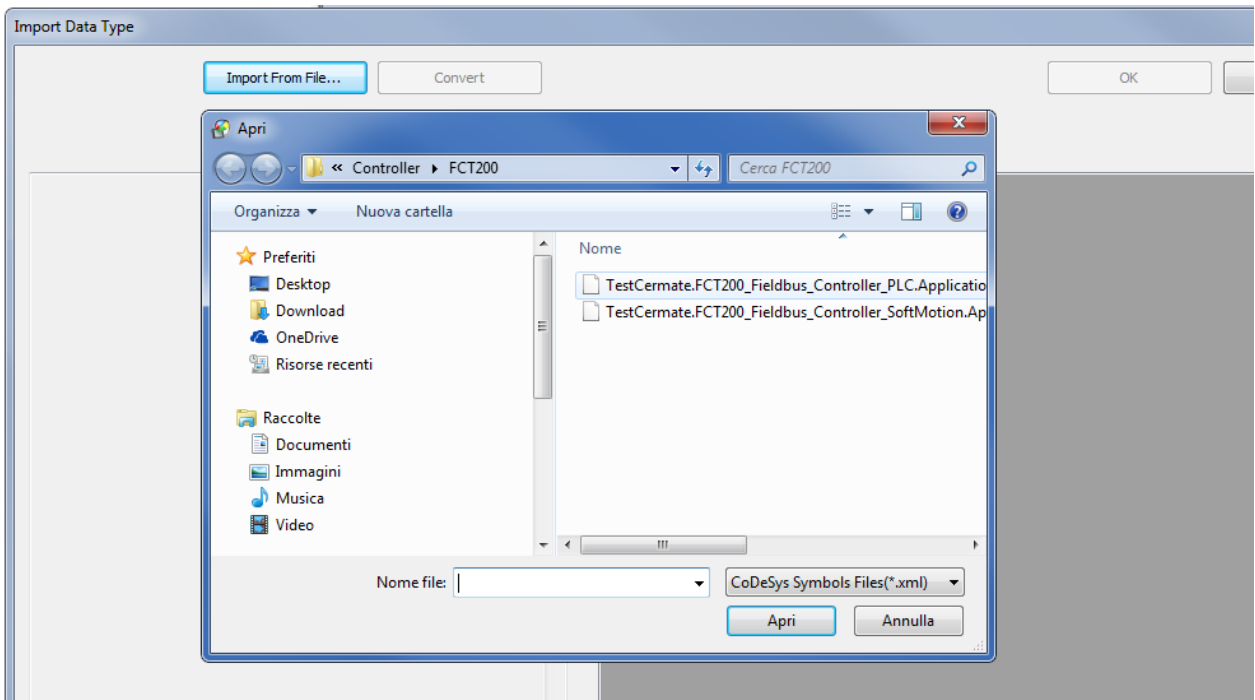 Import Data Type
Import From File...
Convert
OK
Apri
« Controller FCT200
Cerca FCT200
Organizza
Nuova cartella
Preferiti
Desktop
Download
OneDrive
Risorse recenti
Raccolte
Documenti
Immagini
Musica
Video
Nome
TestCermate.FCT200_Fieldbus_Controller_PLC.Applicatio
TestCermate.FCT200_Fieldbus_Controller_SoftMotion.Ap
Nome file:
CoDeSys Symbols Files(*.xml)
Apri
Annulla